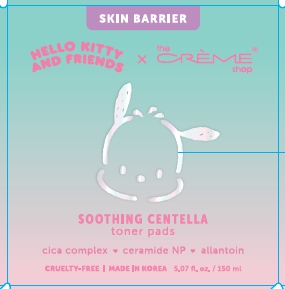 SKIN BARRIER
HELLO KITTY
AND FRIENDS
x
the
CRÈME®
shop
SOOTHING CENTELLA
toner pads
cica complex ♥ ceramide NP ♥ allantoin
CRUELTY-FREE | MADE IN KOREA 5,07 fl, oz, / 150 ml